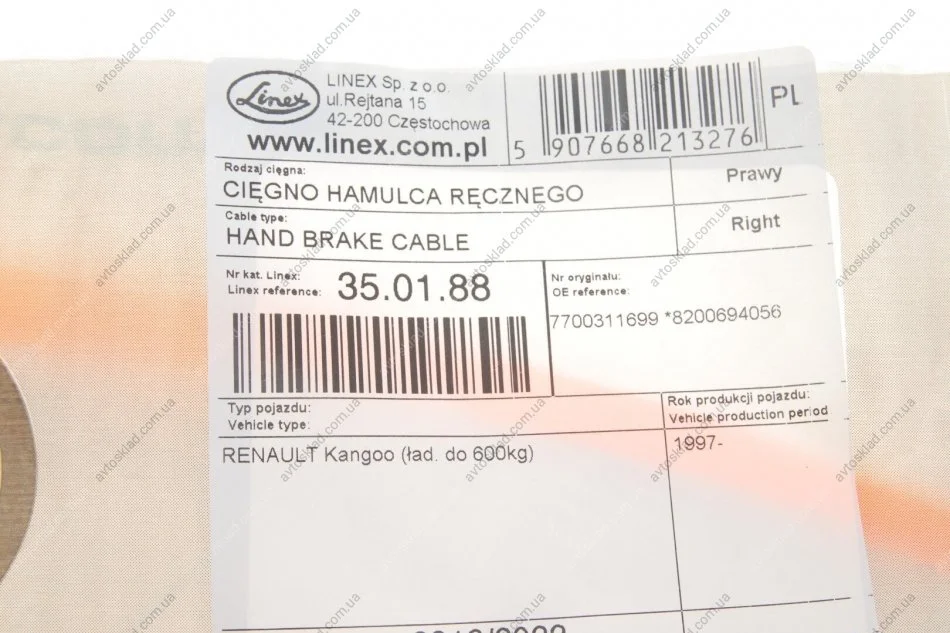 Linex
LINEX Sp. z o.o.
ul.Rejtana 15
42-200 Częstochowa
www.linex.com.pl
5 907668 213276
PL
Rodzaj cięgna:
CIĘGNO HAMULCA RĘCZNEGO
Prawy
Cable type:
HAND BRAKE CABLE
Right
Nr kat. Linex:
Linex reference: 35.01.88
Nr oryginału:
OE reference:
7700311699 *8200694056
Typ pojazdu:
Vehicle type:
Rok produkcji pojazdu:
Vehicle production period
RENAULT Kangoo (ład. do 600kg)
1997-
avtosklad.com.ua